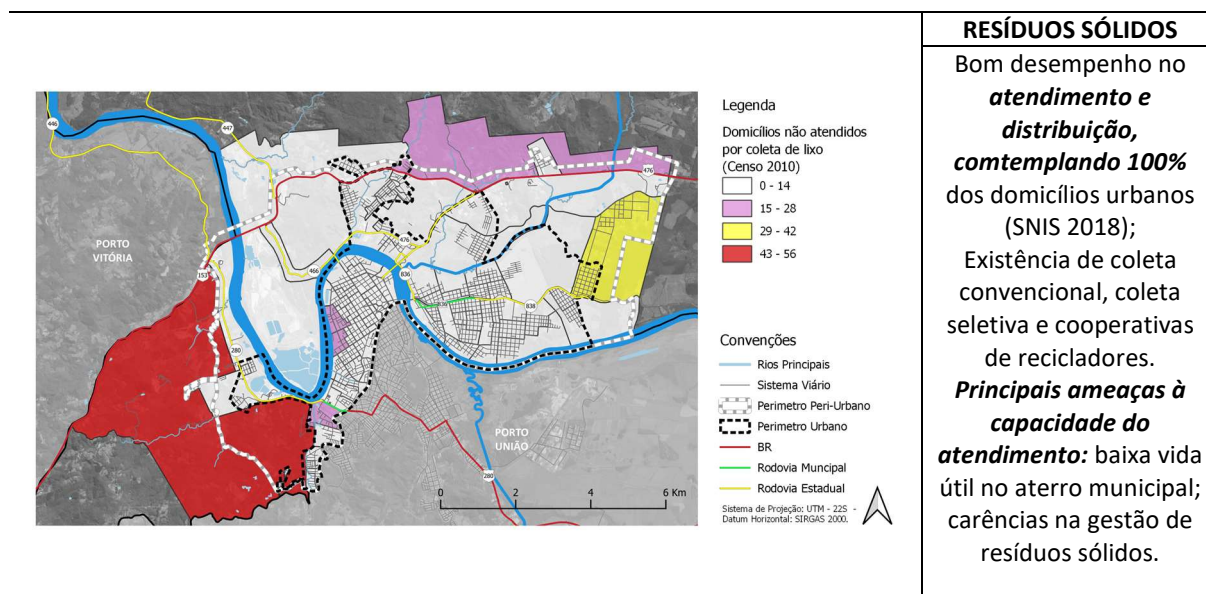 446
447
476
PORTO
VITÓRIA
153
466
476
836
838
838
280
PORTO
UNIÃO
280
0
2
4
6 Km
Legenda
Domicílios não atendidos
por coleta de lixo
(Censo 2010)
0 - 14
15 - 28
29 - 42
43 - 56
Convenções
Rios Principais
Sistema Viário
Perimetro Peri-Urbano
Perimetro Urbano
BR
Rodovia Muncipal
Rodovia Estadual
Sistema de Projeção: UTM - 22S -
Datum Horizontal: SIRGAS 2000.
RESÍDUOS SÓLIDOS
Bom desempenho no
atendimento e
distribuição,
comtemplando 100%
dos domicílios urbanos
(SNIS 2018);
Existência de coleta
convencional, coleta
seletiva e cooperativas
de recicladores.
Principais ameaças à
capacidade do
atendimento: baixa vida
útil no aterro municipal;
carências na gestão de
resíduos sólidos.